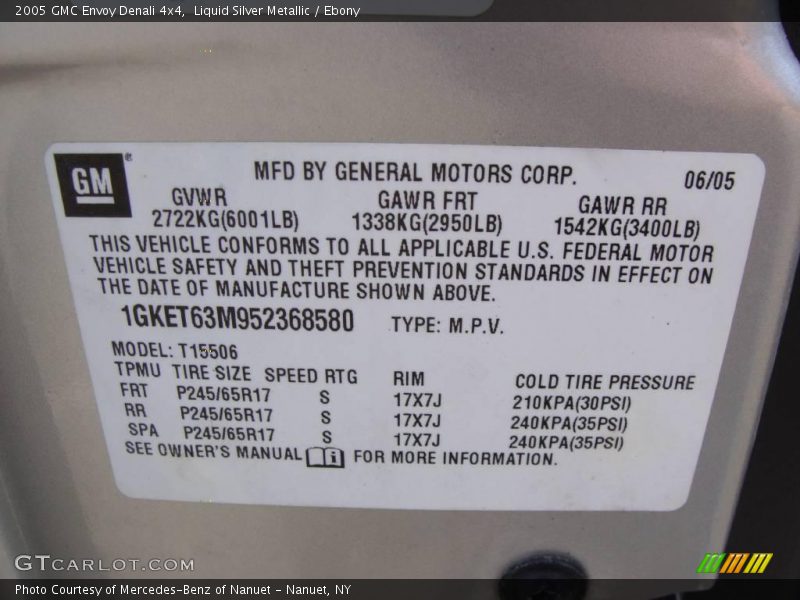 2005 GMC Envoy Denali 4x4, Liquid Silver Metallic / Ebony
GM®
MFD BY GENERAL MOTORS CORP. 06/05
GVWR GAWR FRT GAWR RR
2722KG(6001LB) 1338KG(2950LB) 1542KG(3400LB)
THIS VEHICLE CONFORMS TO ALL APPLICABLE U.S. FEDERAL MOTOR
VEHICLE SAFETY AND THEFT PREVENTION STANDARDS IN EFFECT ON
THE DATE OF MANUFACTURE SHOWN ABOVE.
1GKET63M952368580 TYPE: M.P.V.
MODEL: T15506
TPMU TIRE SIZE SPEED RTG RIM COLD TIRE PRESSURE
FRT P245/65R17 S 17X7J 210KPA(30PSI)
RR P245/65R17 S 17X7J 240KPA(35PSI)
SPA P245/65R17 S 17X7J 240KPA(35PSI)
SEE OWNER'S MANUAL i FOR MORE INFORMATION.
GTCARLOT.COM
Photo Courtesy of Mercedes-Benz of Nanuet - Nanuet, NY